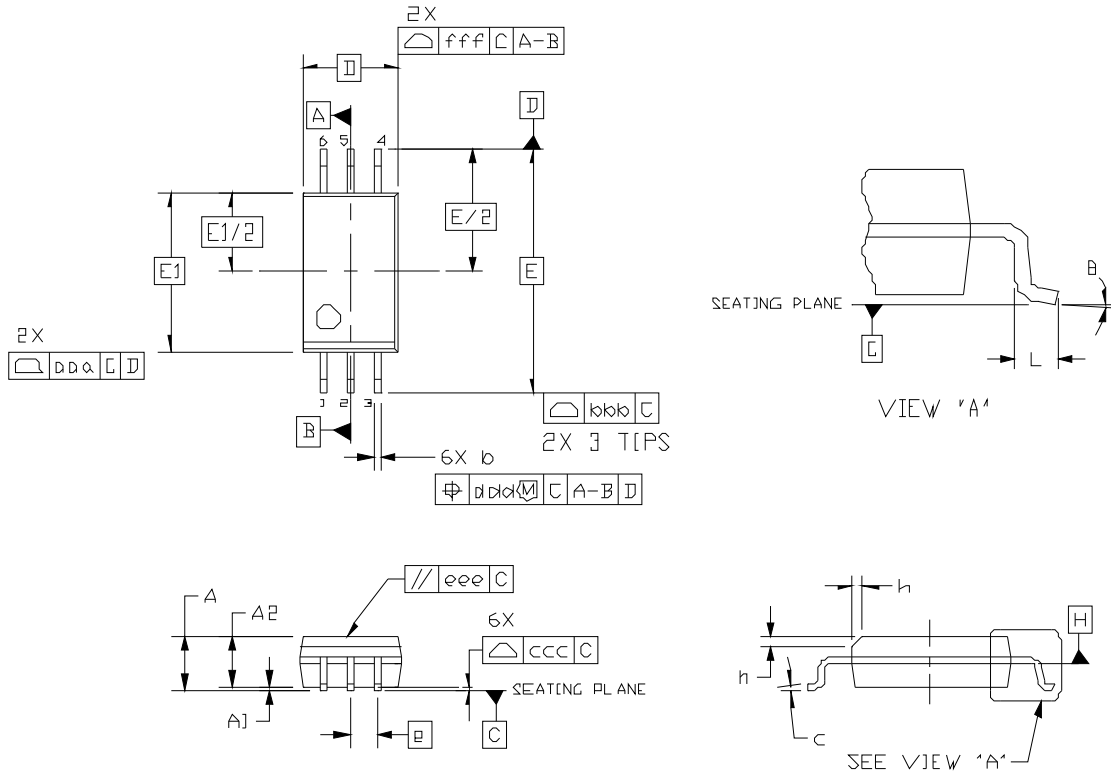 2X
fff C A-B
D
A
D
6 5 4
E1/2
E/2
E1
E
2X
aaa C D
1 2 3
B
bbb C
2X 3 TIPS
6X b
ddd M C A-B D
B
SEATING PLANE
C
L
VIEW "A"
A
A2
// eee C
6X
ccc C
SEATING PLANE
A1
e
C
h
H
h
c
SEE VIEW "A"